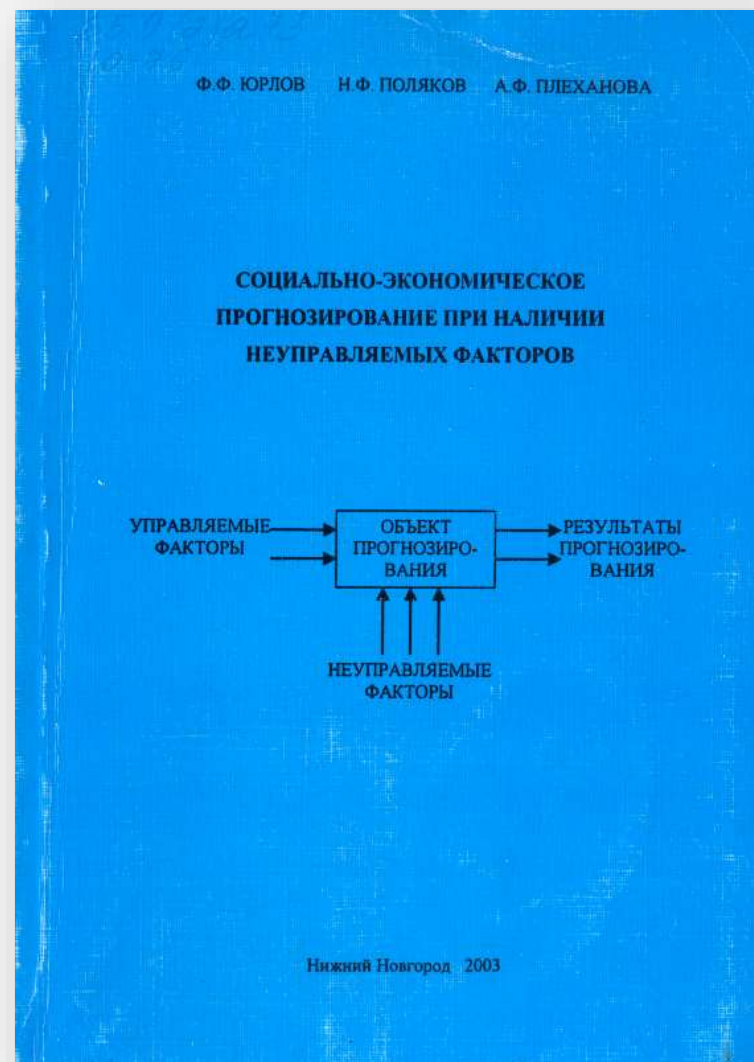 Ф.Ф. ЮРЛОВ Н.Ф. ПОЛЯКОВ А.Ф. ПЛЕХАНОВА
СОЦИАЛЬНО-ЭКОНОМИЧЕСКОЕ
ПРОГНОЗИРОВАНИЕ ПРИ НАЛИЧИИ
НЕУПРАВЛЯЕМЫХ ФАКТОРОВ
УПРАВЛЯЕМЫЕ
ФАКТОРЫ
ОБЪЕКТ
ПРОГНОЗИРО-
ВАНИЯ
РЕЗУЛЬТАТЫ
ПРОГНОЗИРО-
ВАНИЯ
НЕУПРАВЛЯЕМЫЕ
ФАКТОРЫ
Нижний Новгород 2003